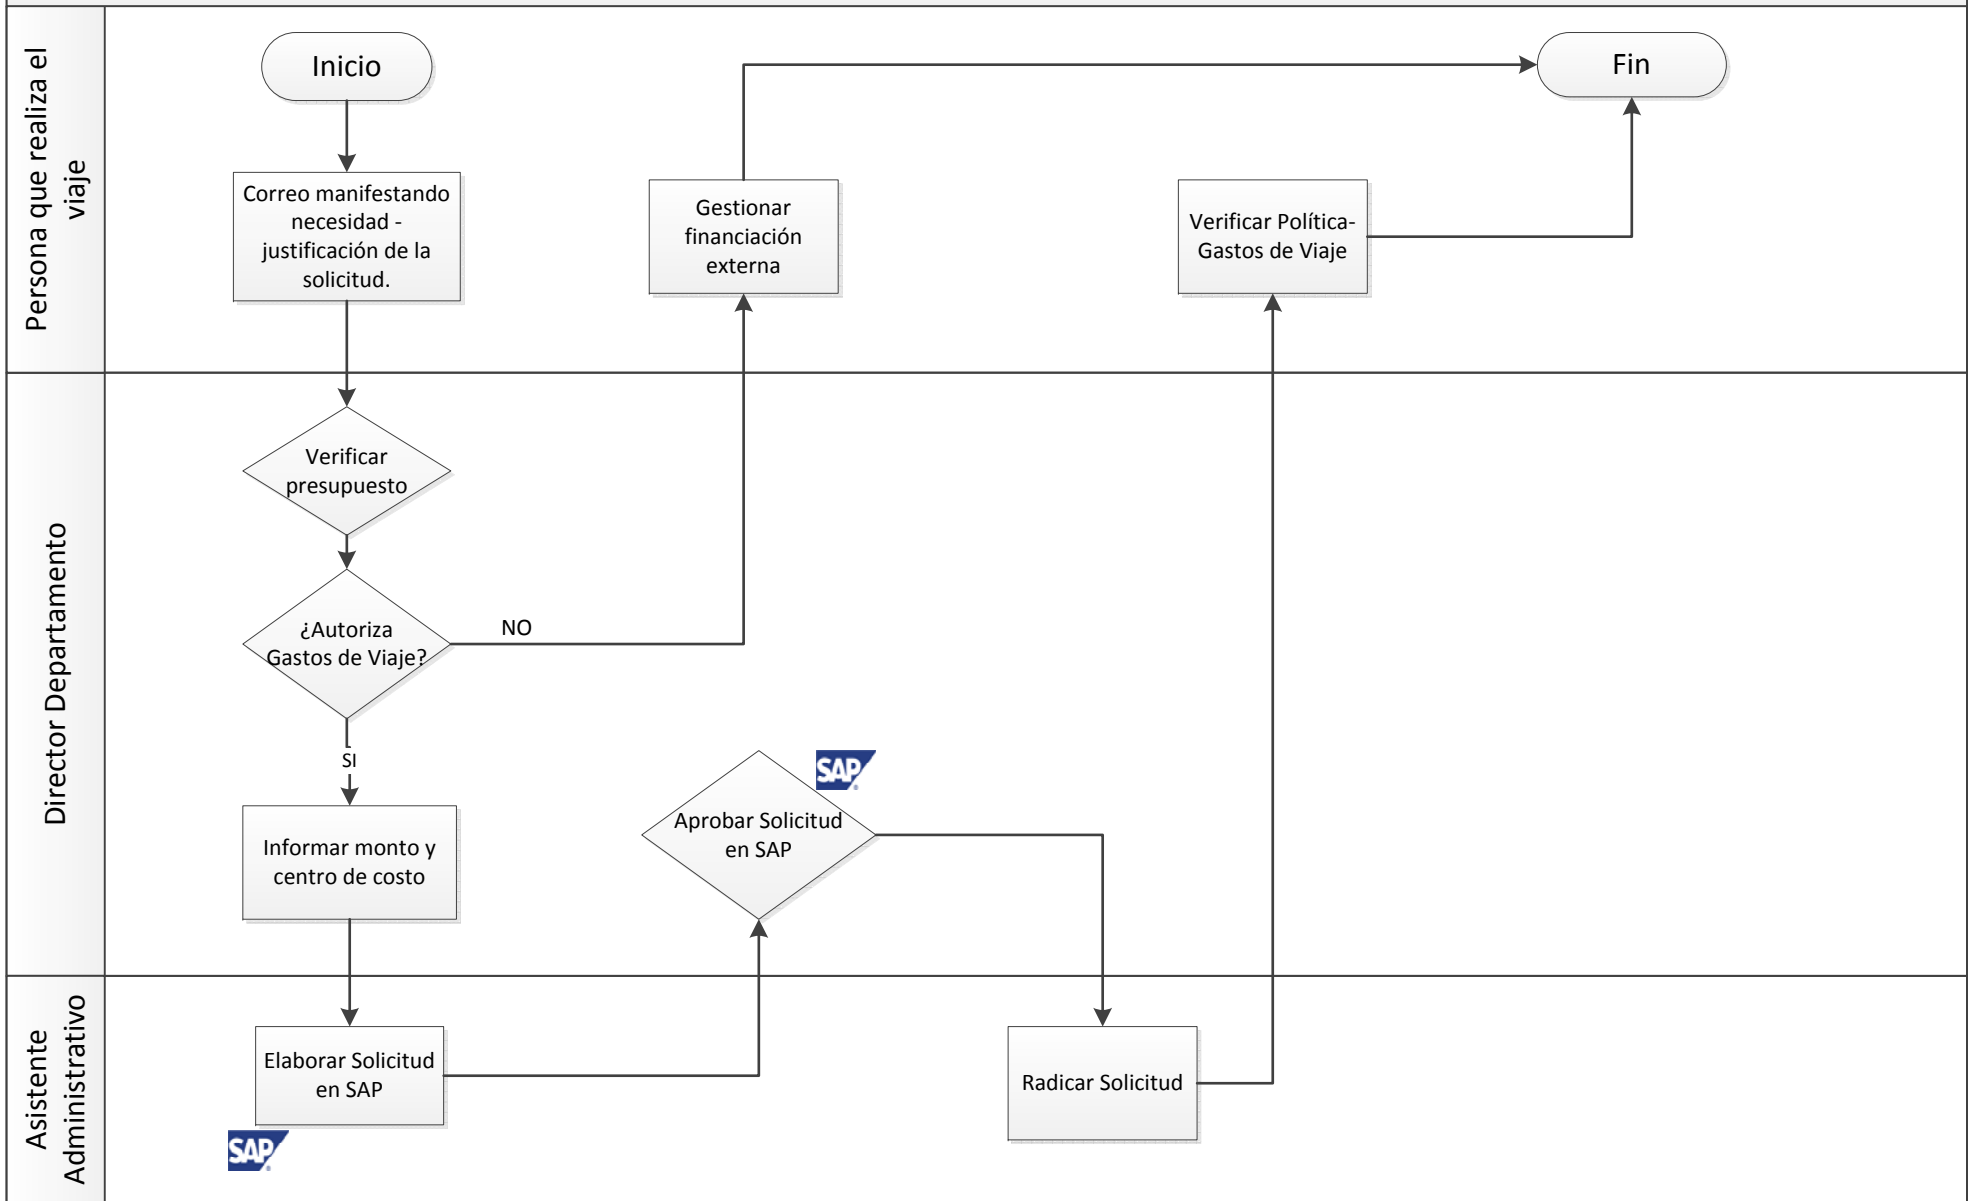 Persona que realiza el
viaje
Inicio
Fin
Correo manifestando
necesidad -
justificación de la
solicitud.
Gestionar
financiación
externa
Verificar Política-
Gastos de Viaje
Director Departamento
Verificar
presupuesto
¿Autoriza
Gastos de Viaje?
NO
SI
Informar monto y
centro de costo
Aprobar Solicitud
en SAP
SAP
Asistente
Administrativo
Elaborar Solicitud
en SAP
SAP
Radicar Solicitud